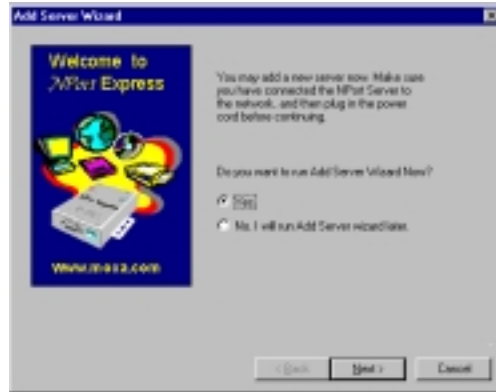 Add Server Wizard
Welcome to
NPort Express
www.moxa.com
You may add a new server now. Make sure
you have connected the NPort Server to
the network, and then plug in the power
cord before continuing.
Do you want to run Add Server Wizard Now?
Yes
No, I will run Add Server wizard later.
< Back
Next >
Cancel